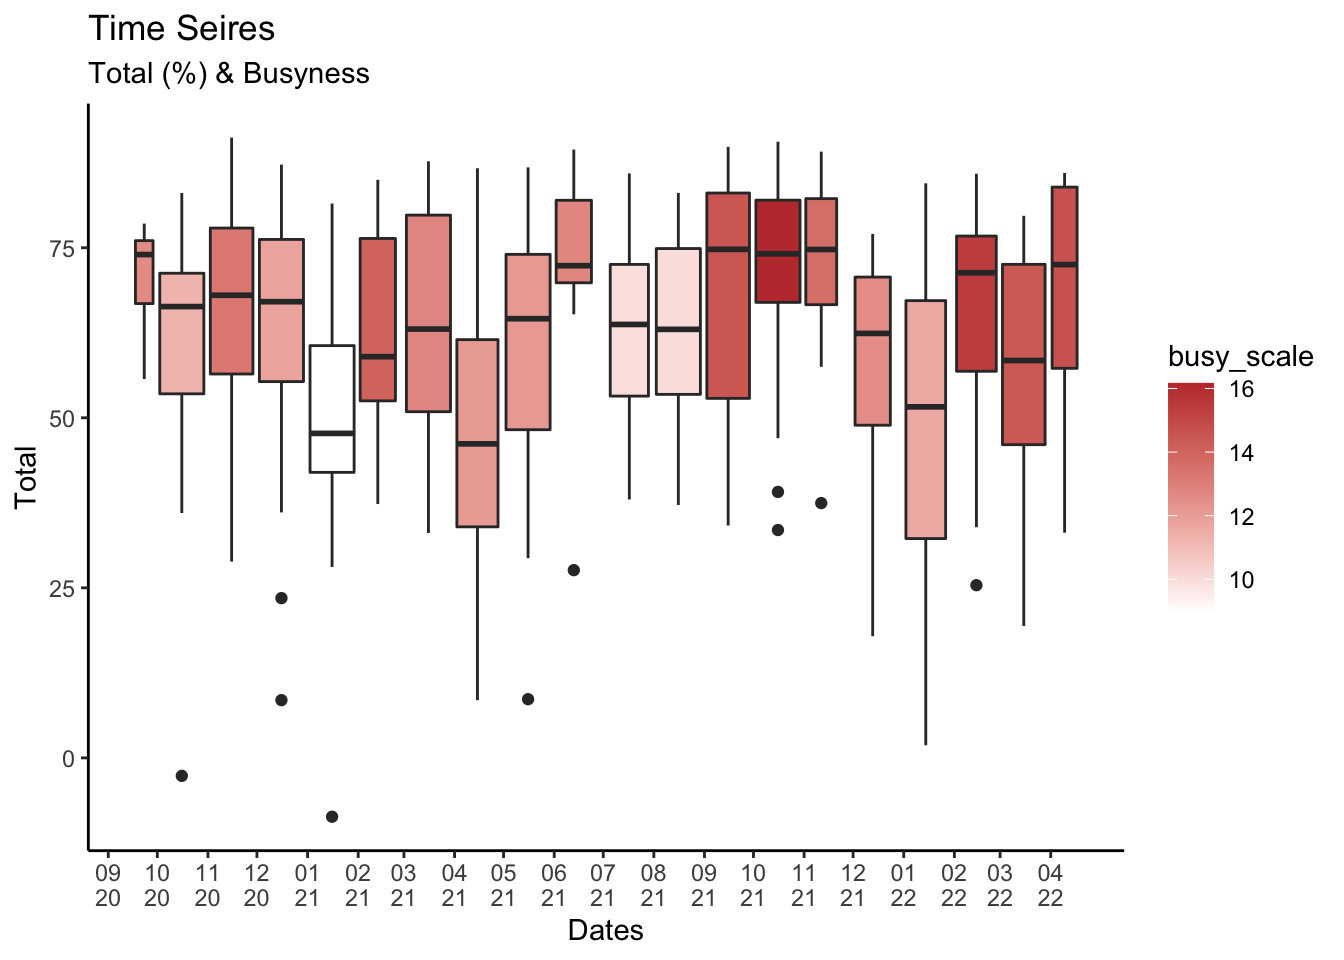 Time Seires
Total (%) & Busyness
75
50
25
0
Total
09 10 11 12 01 02 03 04 05 06 07 08 09 10 11 12 01 02 03 04
20 20 20 20 21 21 21 21 21 21 21 21 21 21 21 21 22 22 22 22
Dates
busy_scale
16
14
12
10